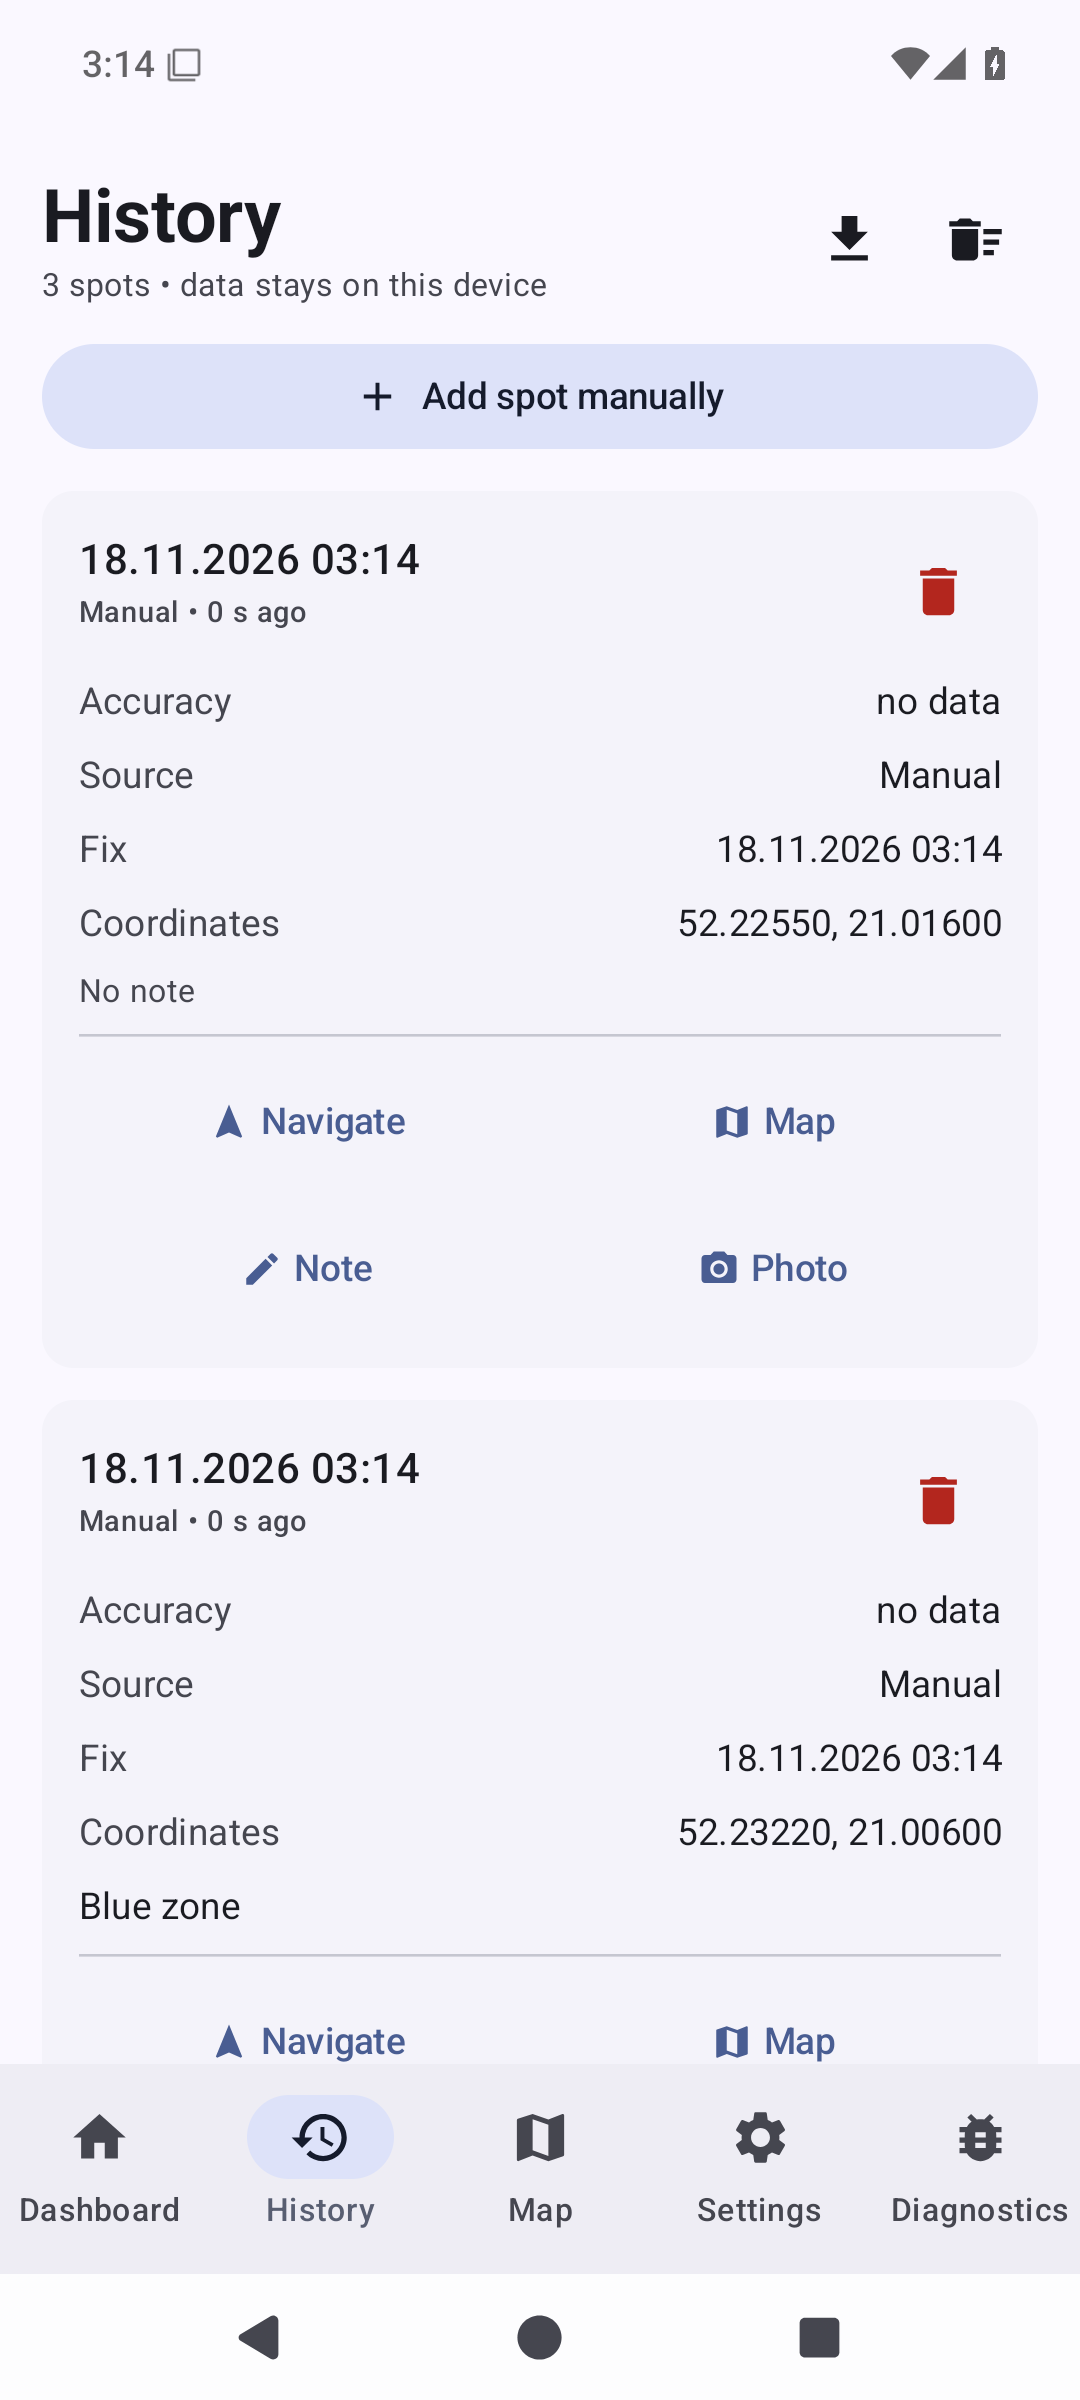 3:14
History
3 spots • data stays on this device
Add spot manually
18.11.2026 03:14
Manual • 0 s ago
Accuracy no data
Source Manual
Fix 18.11.2026 03:14
Coordinates 52.22550, 21.01600
No note
Navigate Map
Note Photo
18.11.2026 03:14
Manual • 0 s ago
Accuracy no data
Source Manual
Fix 18.11.2026 03:14
Coordinates 52.23220, 21.00600
Blue zone
Navigate Map
Dashboard History Map Settings Diagnostics